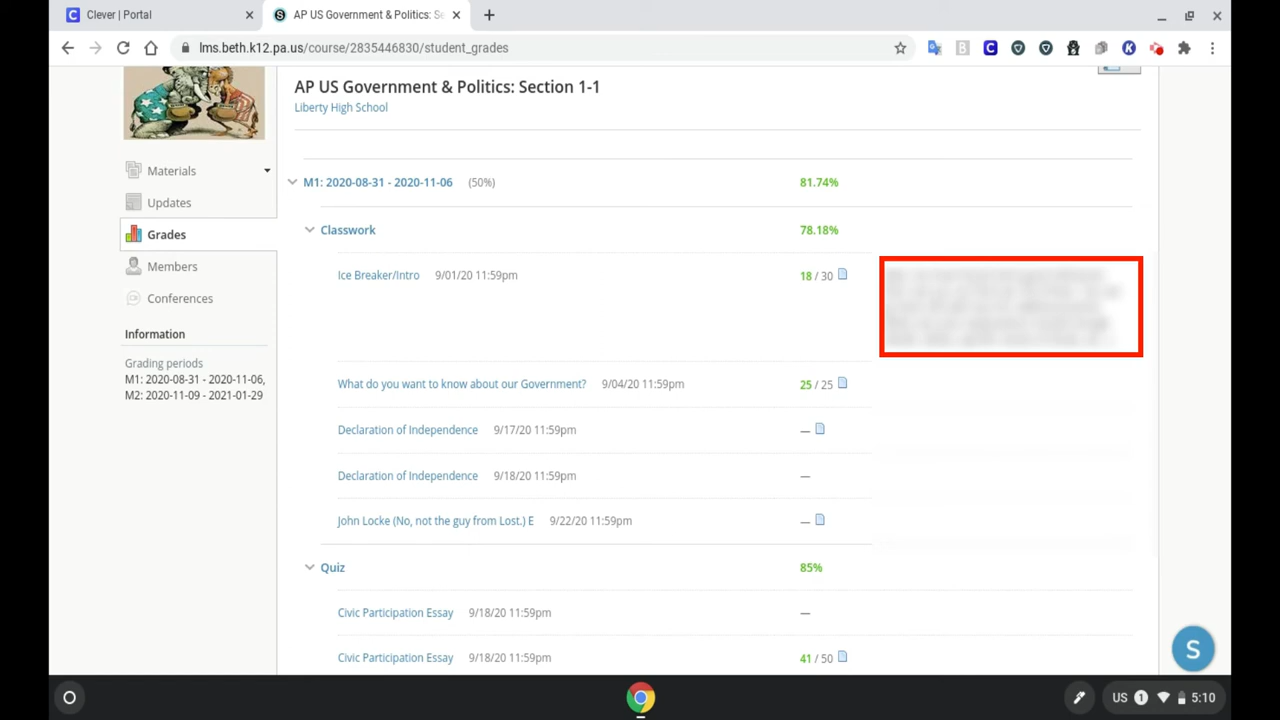 Clever | Portal
AP US Government & Politics: Se
lms.beth.k12.pa.us/course/2835446830/student_grades
AP US Government & Politics: Section 1-1
Liberty High School
Materials
Updates
Grades
Members
Conferences
Information
Grading periods
M1: 2020-08-31 - 2020-11-06,
M2: 2020-11-09 - 2021-01-29
M1: 2020-08-31 - 2020-11-06 (50%) 81.74%
Classwork 78.18%
Ice Breaker/Intro 9/01/20 11:59pm 18 / 30
What do you want to know about our Government? 9/04/20 11:59pm 25 / 25
Declaration of Independence 9/17/20 11:59pm —
Declaration of Independence 9/18/20 11:59pm —
John Locke (No, not the guy from Lost.) E 9/22/20 11:59pm —
Quiz 85%
Civic Participation Essay 9/18/20 11:59pm —
Civic Participation Essay 9/18/20 11:59pm 41 / 50
S
US 1 5:10